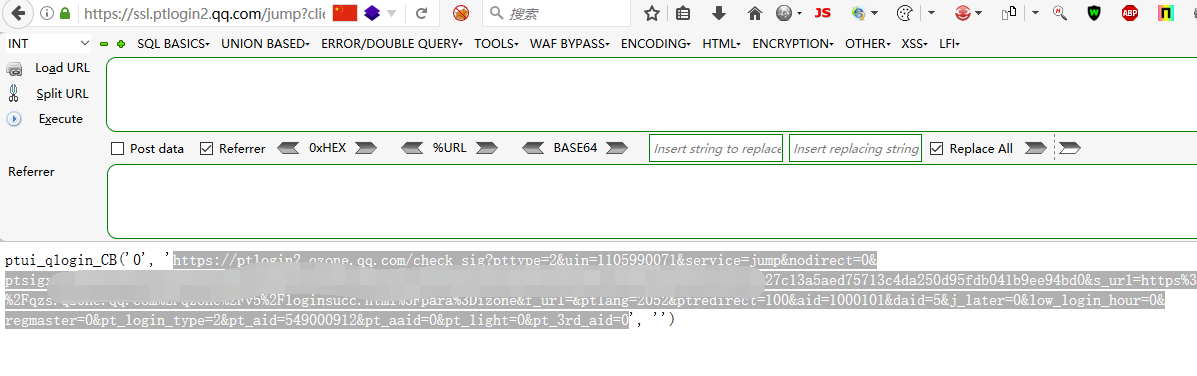 https://ssl.ptlogin2.qq.com/jump?clie
搜索
JS
ABP
INT
SQL BASICS UNION BASED ERROR/DOUBLE QUERY TOOLS WAF BYPASS ENCODING HTML ENCRYPTION OTHER XSS LFI
Load URL
Split URL
Execute
Post data Referrer 0xHEX %URL BASE64 Insert string to replace Insert replacing string Replace All
Referrer
ptui_qlogin_CB('0', 'https://ptlogin2.qzone.qq.com/check_sig?pttype=2&uin=1105990071&service=jump&nodirect=0&
ptsig 27c13a5aed75713c4da250d95fdb041b9ee94bd0&s_url=https%3
%2Fqzs.qzone.qq.com%2Fqzone%2Fv5%2Floginsucc.html%3Fpara%3Dizone&f_url=&ptlang=2052&ptredirect=100&aid=1000101&daid=5&j_later=0&low_login_hour=0&
regmaster=0&pt_login_type=2&pt_aid=549000912&pt_aaid=0&pt_light=0&pt_3rd_aid=0', '')